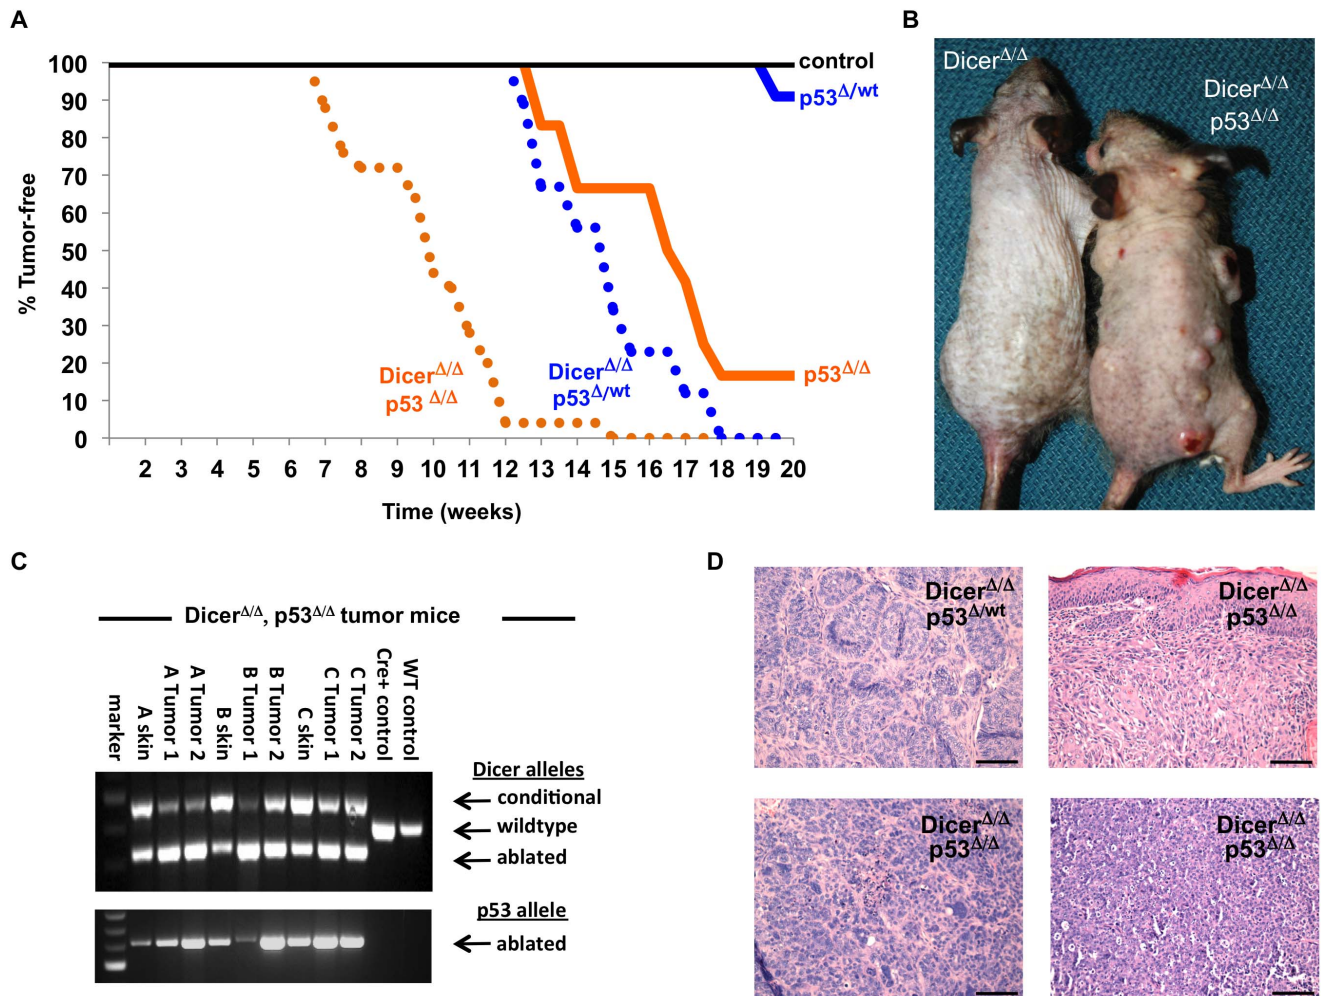 A
100
90
80
70
60
50
40
30
20
10
0
% Tumor-free
2 3 4 5 6 7 8 9 10 11 12 13 14 15 16 17 18 19 20
Time (weeks)
control
p53Δ/wt
p53Δ/Δ
DicerΔ/Δ
p53 Δ/Δ
DicerΔ/Δ
p53Δ/wt
B
DicerΔ/Δ
DicerΔ/Δ
p53Δ/Δ
C
DicerΔ/Δ, p53Δ/Δ tumor mice
marker
A skin
A Tumor 1
A Tumor 2
B skin
B Tumor 1
B Tumor 2
C skin
C Tumor 1
C Tumor 2
Cre+ control
WT control
Dicer alleles
conditional
wildtype
ablated
p53 allele
ablated
D
DicerΔ/Δ
p53Δ/wt
DicerΔ/Δ
p53Δ/Δ
DicerΔ/Δ
p53Δ/Δ
DicerΔ/Δ
p53Δ/Δ